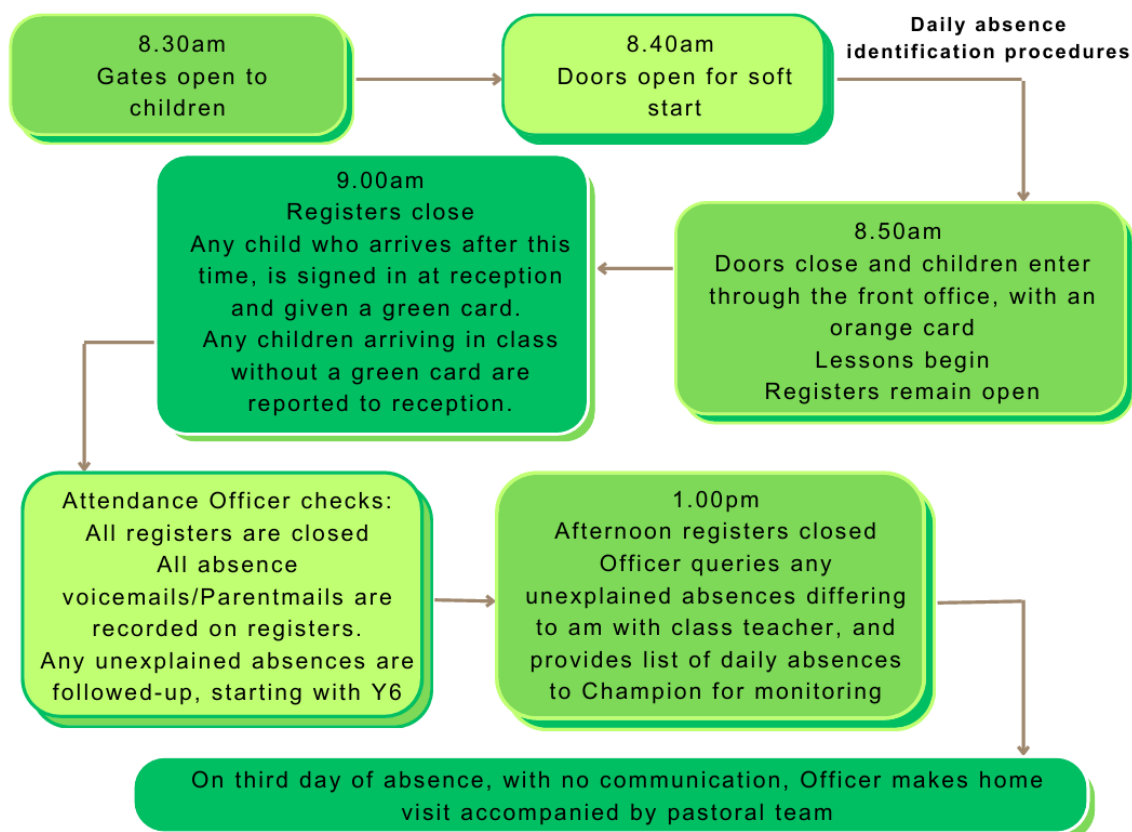 Daily absence
identification procedures
8.30am
Gates open to
children
8.40am
Doors open for soft
start
8.50am
Doors close and children enter
through the front office, with an
orange card
Lessons begin
Registers remain open
9.00am
Registers close
Any child who arrives after this
time, is signed in at reception
and given a green card.
Any children arriving in class
without a green card are
reported to reception.
Attendance Officer checks:
All registers are closed
All absence
voicemails/Parentmails are
recorded on registers.
Any unexplained absences are
followed-up, starting with Y6
1.00pm
Afternoon registers closed
Officer queries any
unexplained absences differing
to am with class teacher, and
provides list of daily absences
to Champion for monitoring
On third day of absence, with no communication, Officer makes home
visit accompanied by pastoral team